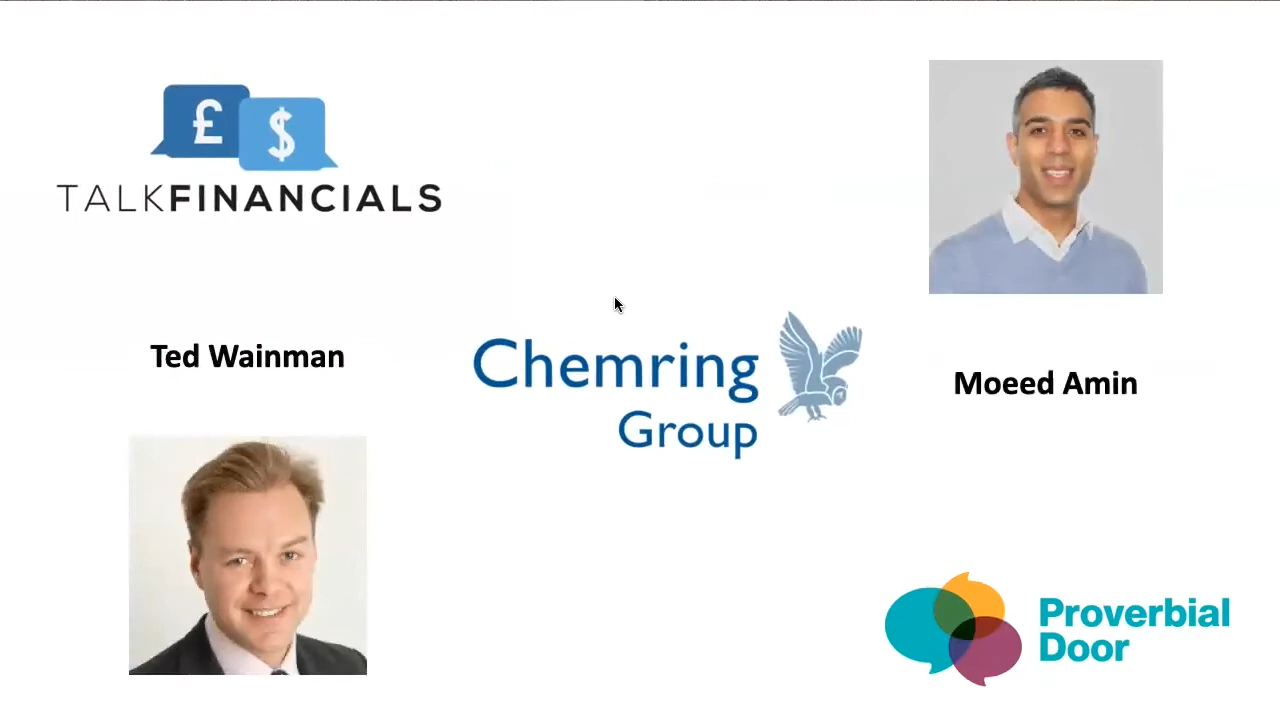 £ $
TALKFINANCIALS
Ted Wainman
Chemring
Group
Moeed Amin
Proverbial
Door